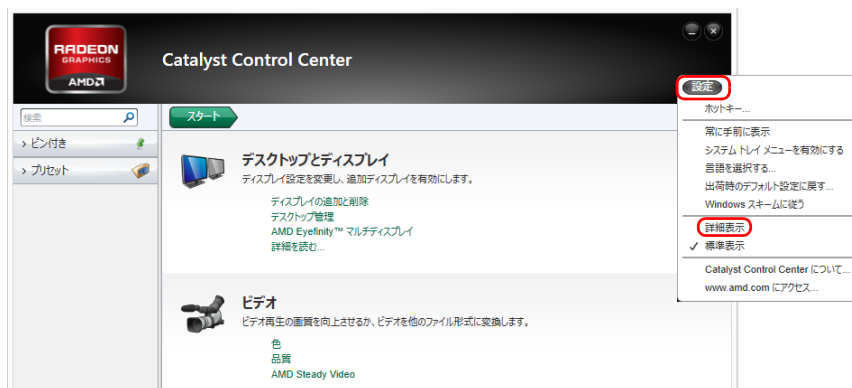 RADEON
GRAPHICS
AMD
Catalyst Control Center
検索
スタート
ピン付き
プリセット
デスクトップとディスプレイ
ディスプレイ設定を変更し、追加ディスプレイを有効にします。
ディスプレイの追加と削除
デスクトップ管理
AMD Eyefinity™ マルチディスプレイ
詳細を読む...
ビデオ
ビデオ再生の画質を向上させるか、ビデオを他のファイル形式に変換します。
色
品質
AMD Steady Video
設定
ホットキー...
常に手前に表示
システム トレイ メニューを有効にする
言語を選択する...
出荷時のデフォルト設定に戻す...
Windows スキームに従う
詳細表示
✓ 標準表示
Catalyst Control Center について...
www.amd.com にアクセス...